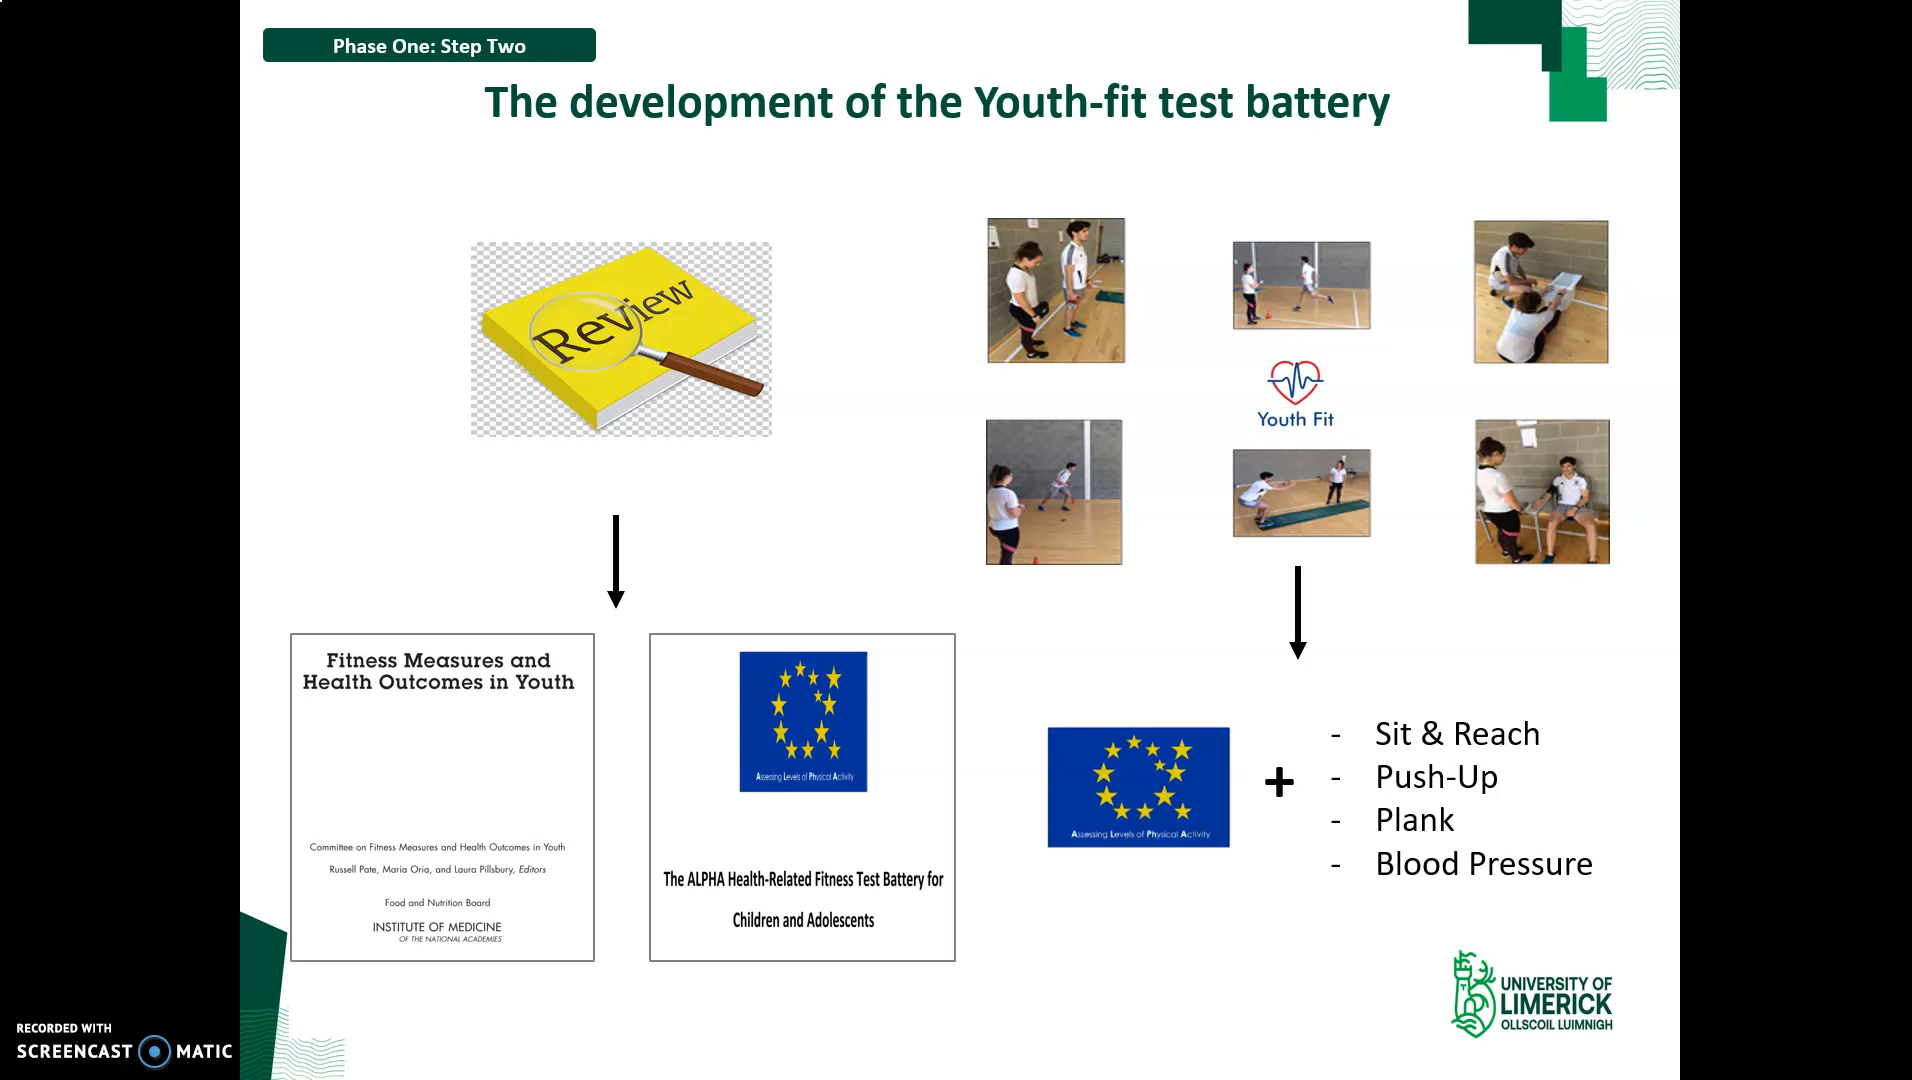 Phase One: Step Two
The development of the Youth-fit test battery
Review
Youth Fit
Fitness Measures and
Health Outcomes in Youth
Committee on Fitness Measures and Health Outcomes in Youth
Russell Pate, Maria Oria, and Laura Pillsbury, Editors
Food and Nutrition Board
INSTITUTE OF MEDICINE
OF THE NATIONAL ACADEMIES
Assessing Levels of Physical Activity
The ALPHA Health-Related Fitness Test Battery for
Children and Adolescents
Assessing Levels of Physical Activity
+
- Sit & Reach
- Push-Up
- Plank
- Blood Pressure
UNIVERSITY OF
LIMERICK
OLLSCOIL LUIMNIGH
RECORDED WITH
SCREENCAST MATIC